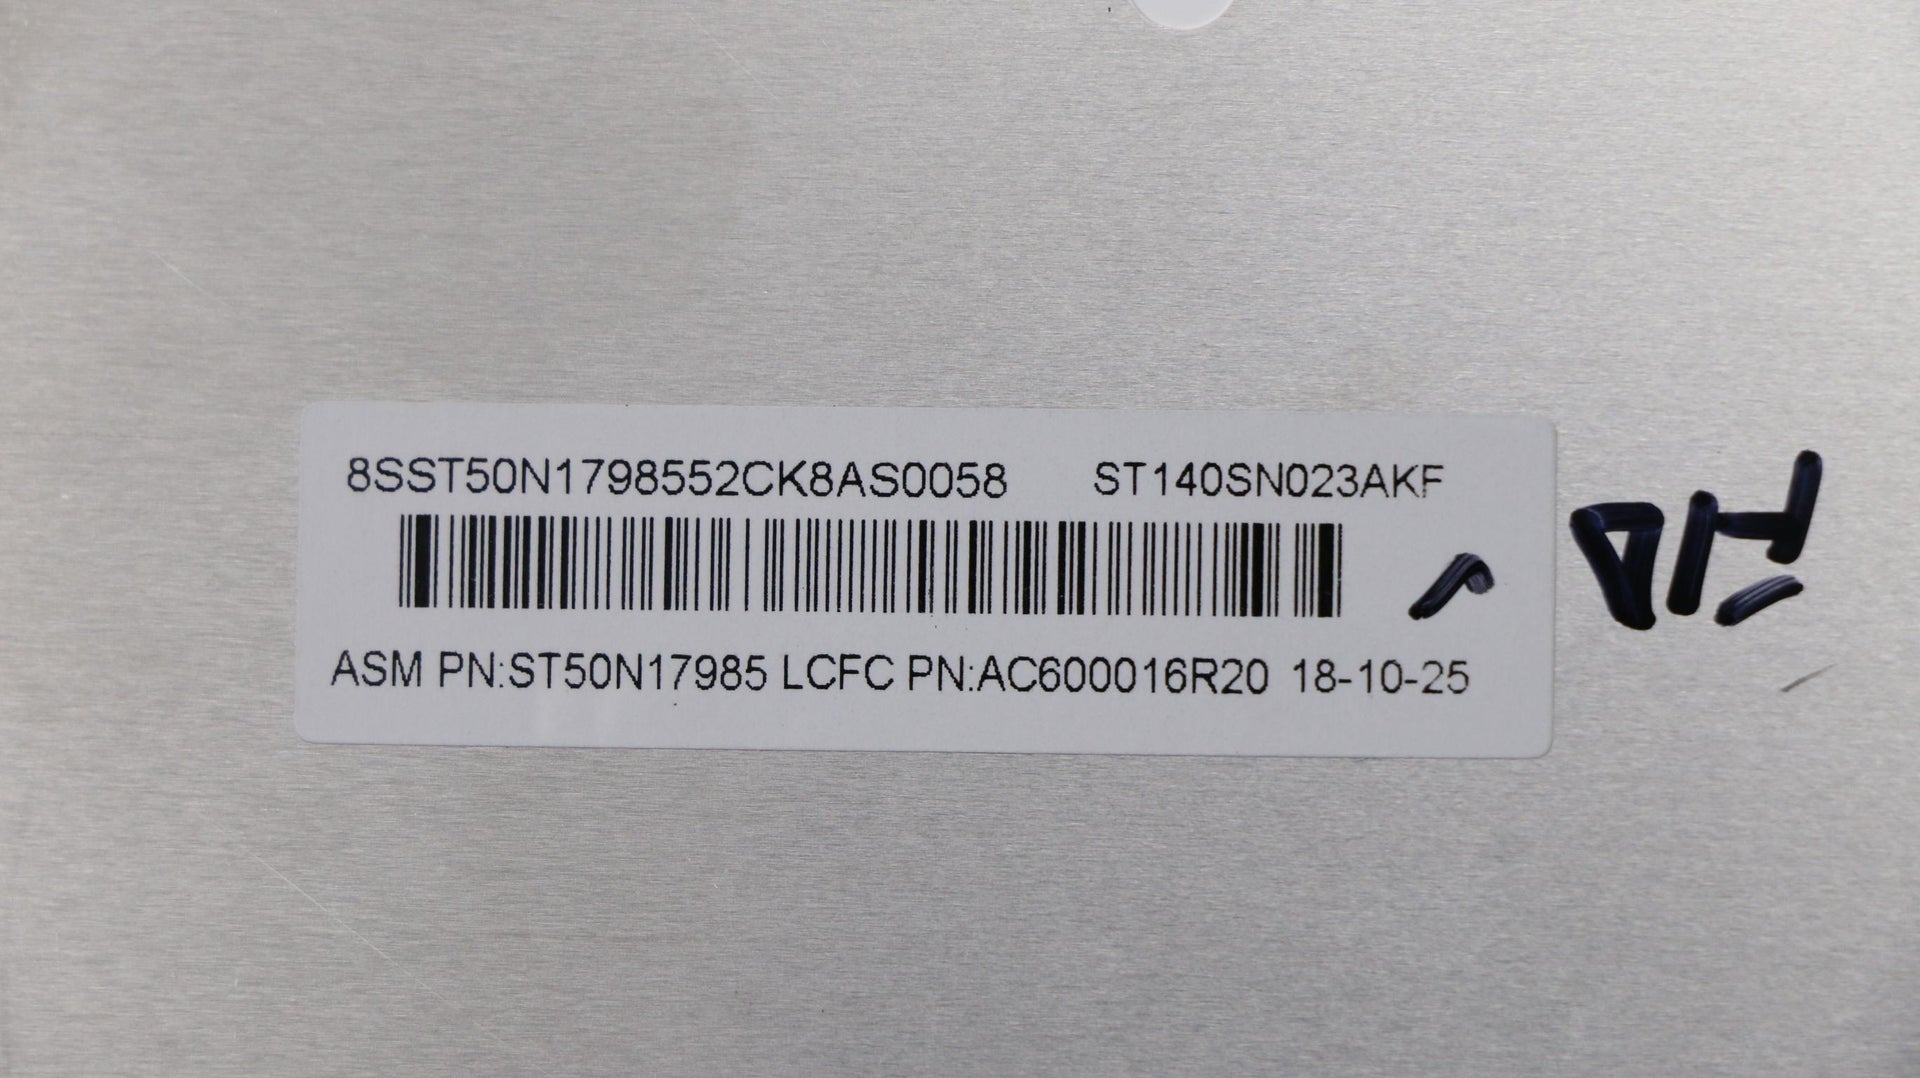 8SST50N1798552CK8AS0058 ST140SN023AKF
ASM PN:ST50N17985 LCFC PN:AC600016R20 18-10-25